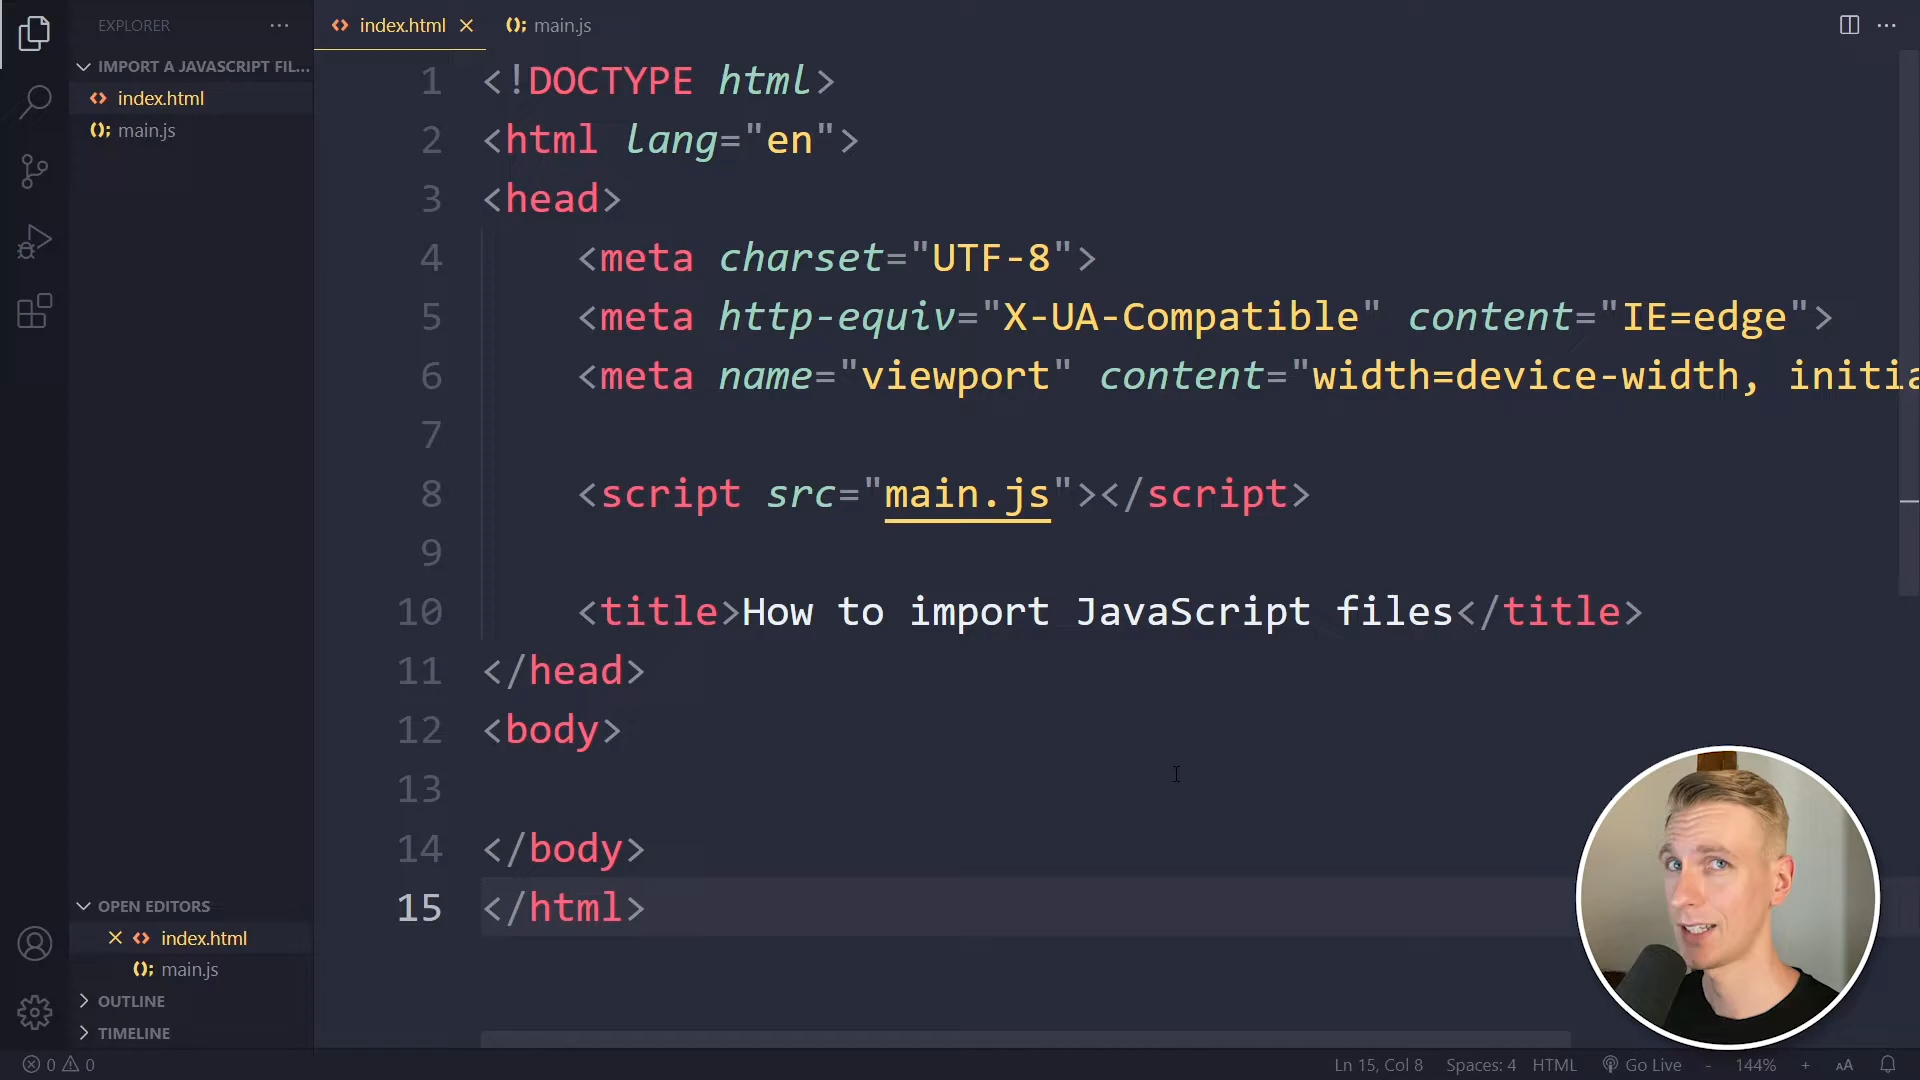 EXPLORER
IMPORT A JAVASCRIPT FIL...
index.html
main.js
OPEN EDITORS
index.html
main.js
OUTLINE
TIMELINE
index.html
main.js
1 <!DOCTYPE html>
2 <html lang="en">
3 <head>
4 <meta charset="UTF-8">
5 <meta http-equiv="X-UA-Compatible" content="IE=edge">
6 <meta name="viewport" content="width=device-width, initia
7
8 <script src="main.js"></script>
9
10 <title>How to import JavaScript files</title>
11 </head>
12 <body>
13
14 </body>
15 </html>
0 0
Ln 15, Col 8 Spaces: 4 HTML Go Live - 144% + AA